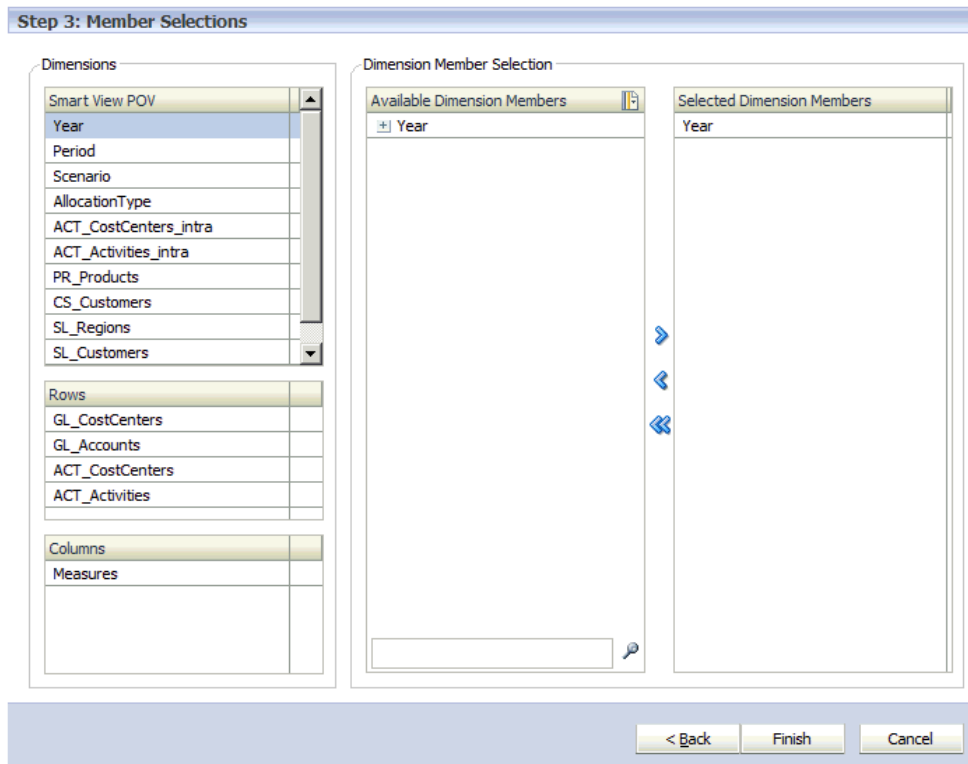 Step 3: Member Selections
Dimensions
Smart View POV
Year
Period
Scenario
AllocationType
ACT_CostCenters_intra
ACT_Activities_intra
PR_Products
CS_Customers
SL_Regions
SL_Customers
Rows
GL_CostCenters
GL_Accounts
ACT_CostCenters
ACT_Activities
Columns
Measures
Dimension Member Selection
Available Dimension Members
Year
Selected Dimension Members
Year
< Back
Finish
Cancel